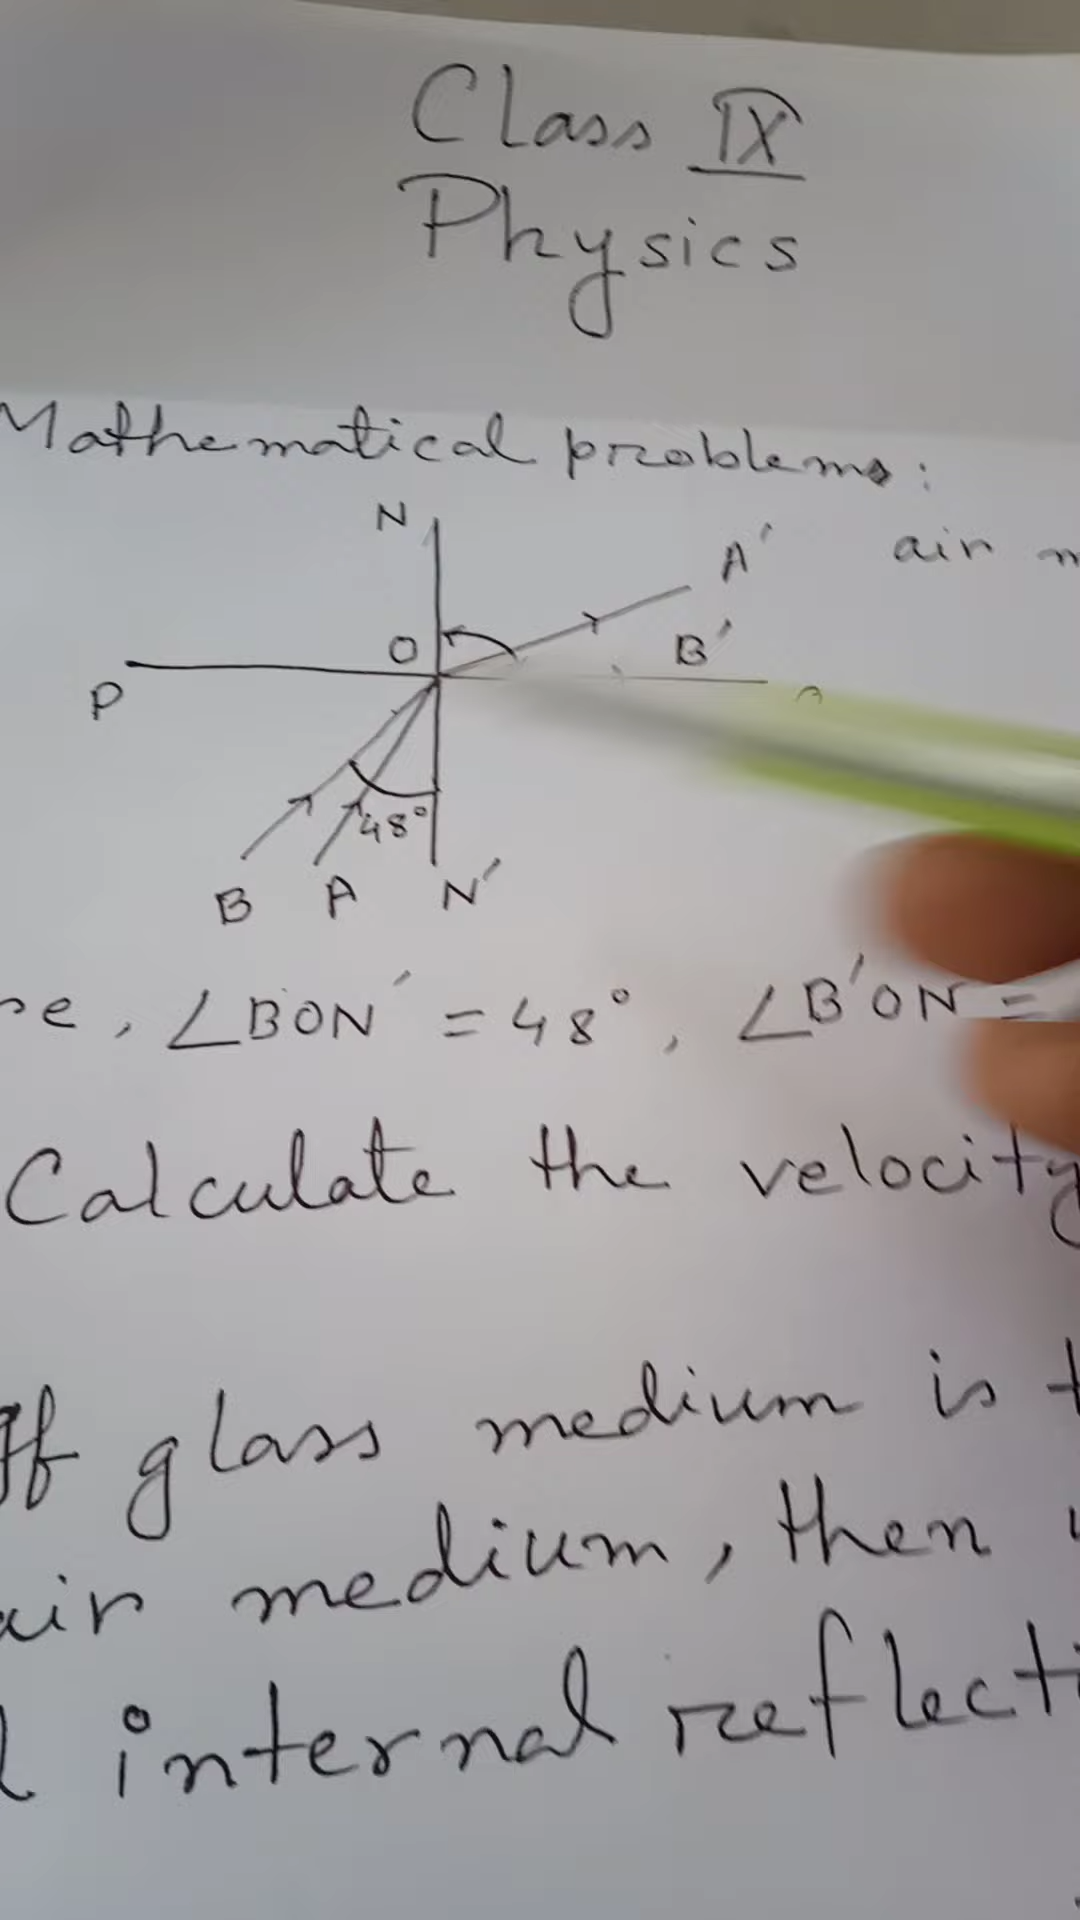 Class IX
Physics
Mathematical problems:
N
A′
air
O
B′
P
48°
B A N′
, ∠BON′ = 48°, ∠B′ON =
Calculate the velocity
If glass medium is
air medium, then
internal reflecti